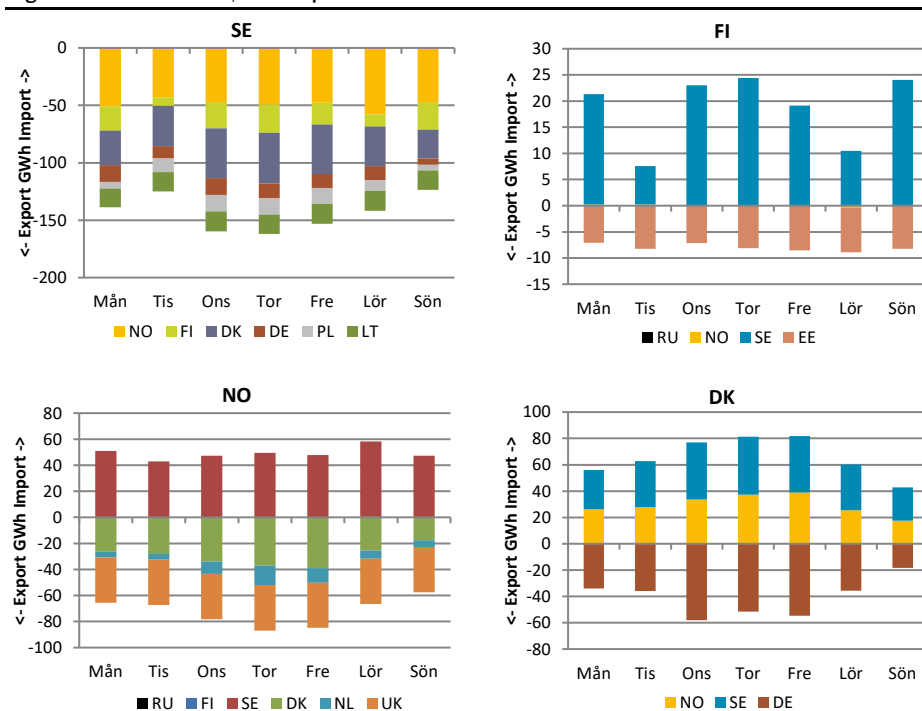 SE
<- Export GWh Import ->
0
-50
-100
-150
-200
Mån Tis Ons Tor Fre Lör Sön
NO FI DK DE PL LT
FI
<- Export GWh Import ->
30
25
20
15
10
5
0
-5
-10
-15
Mån Tis Ons Tor Fre Lör Sön
RU NO SE EE
NO
<- Export GWh Import ->
80
60
40
20
0
-20
-40
-60
-80
-100
Mån Tis Ons Tor Fre Lör Sön
RU FI SE DK NL UK
DK
<- Export GWh Import ->
100
80
60
40
20
0
-20
-40
-60
-80
Mån Tis Ons Tor Fre Lör Sön
NO SE DE